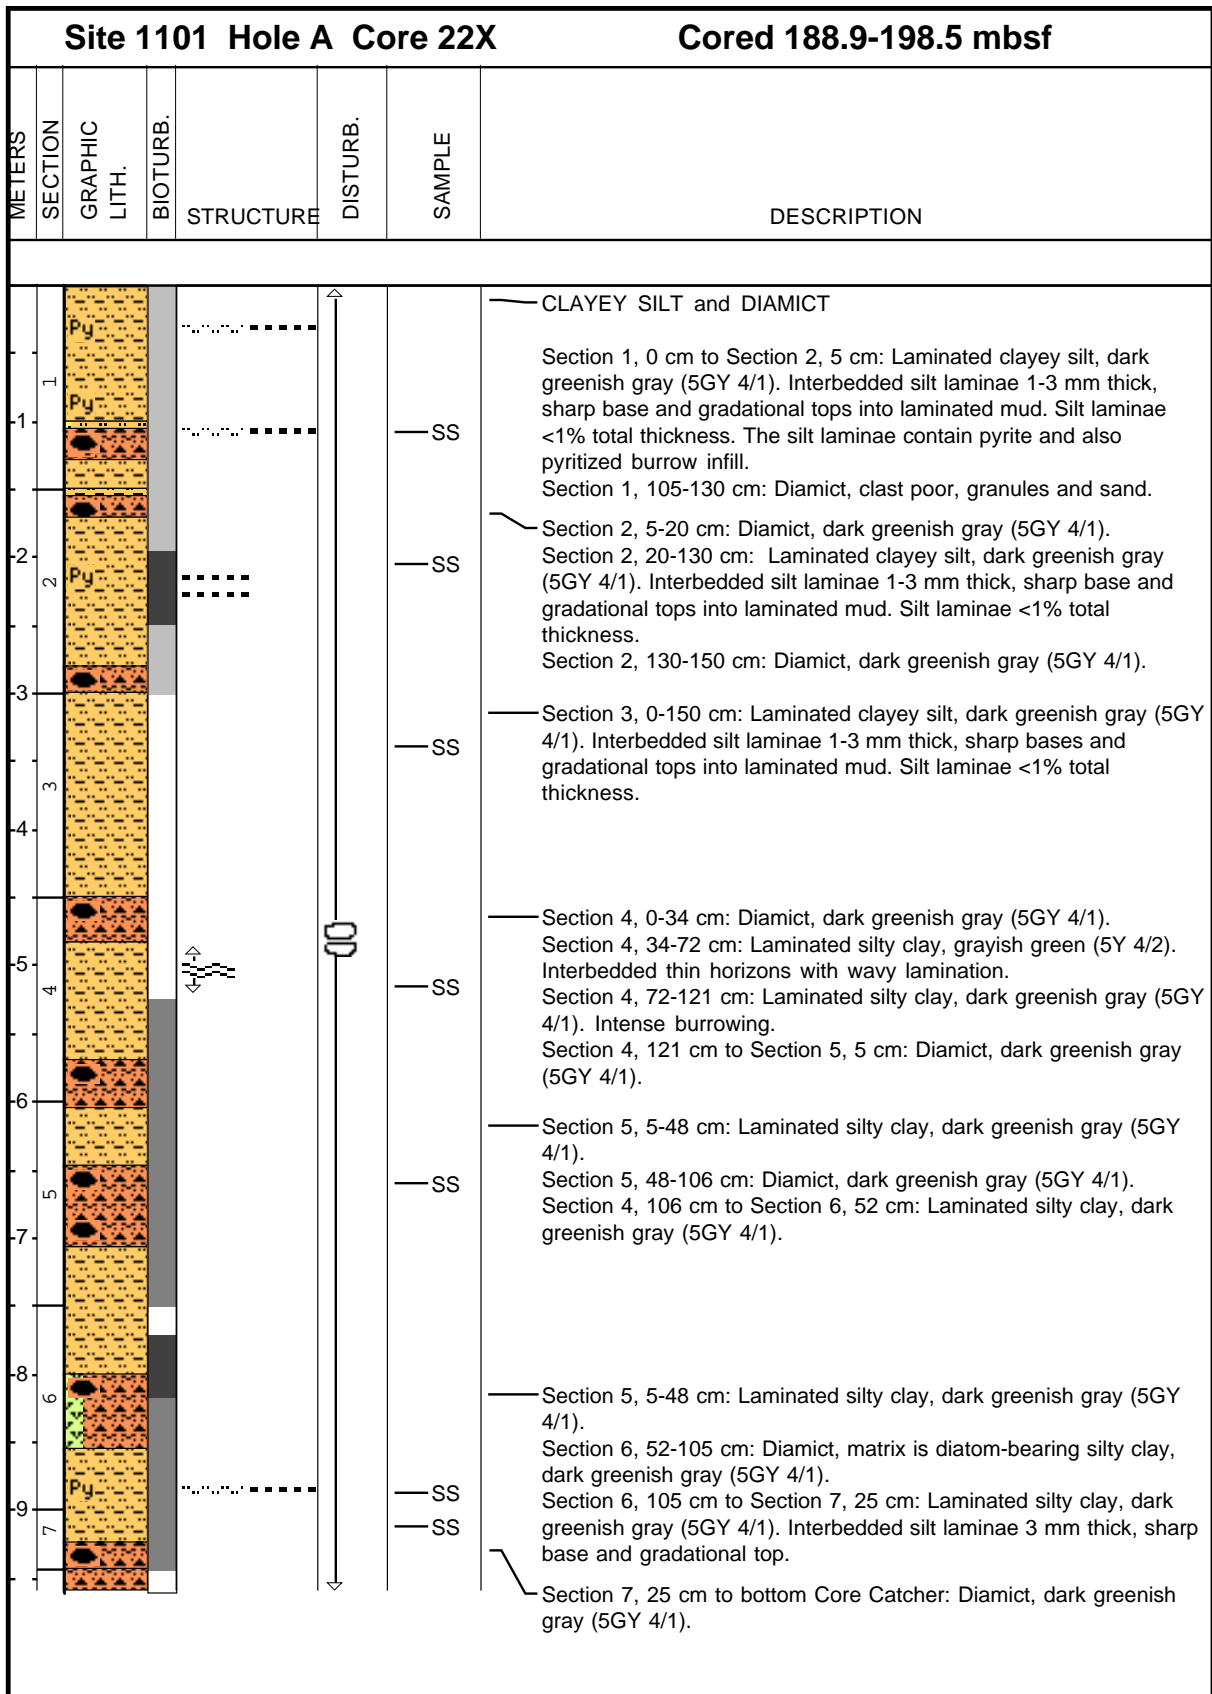 Site 1101 Hole A Core 22X Cored 188.9-198.5 mbsf
METERS
SECTION
GRAPHIC
LITH.
BIOTURB.
STRUCTURE
DISTURB.
SAMPLE
DESCRIPTION
Py
1
Py
1
2
2
Py
3
3
4
5
4
6
5
7
8
6
Py
9
7
SS
SS
SS
SS
SS
SS
SS
CLAYEY SILT and DIAMICT
Section 1, 0 cm to Section 2, 5 cm: Laminated clayey silt, dark
greenish gray (5GY 4/1). Interbedded silt laminae 1-3 mm thick,
sharp base and gradational tops into laminated mud. Silt laminae
<1% total thickness. The silt laminae contain pyrite and also
pyritized burrow infill.
Section 1, 105-130 cm: Diamict, clast poor, granules and sand.
Section 2, 5-20 cm: Diamict, dark greenish gray (5GY 4/1).
Section 2, 20-130 cm: Laminated clayey silt, dark greenish gray
(5GY 4/1). Interbedded silt laminae 1-3 mm thick, sharp base and
gradational tops into laminated mud. Silt laminae <1% total
thickness.
Section 2, 130-150 cm: Diamict, dark greenish gray (5GY 4/1).
Section 3, 0-150 cm: Laminated clayey silt, dark greenish gray (5GY
4/1). Interbedded silt laminae 1-3 mm thick, sharp bases and
gradational tops into laminated mud. Silt laminae <1% total
thickness.
Section 4, 0-34 cm: Diamict, dark greenish gray (5GY 4/1).
Section 4, 34-72 cm: Laminated silty clay, grayish green (5Y 4/2).
Interbedded thin horizons with wavy lamination.
Section 4, 72-121 cm: Laminated silty clay, dark greenish gray (5GY
4/1). Intense burrowing.
Section 4, 121 cm to Section 5, 5 cm: Diamict, dark greenish gray
(5GY 4/1).
Section 5, 5-48 cm: Laminated silty clay, dark greenish gray (5GY
4/1).
Section 5, 48-106 cm: Diamict, dark greenish gray (5GY 4/1).
Section 4, 106 cm to Section 6, 52 cm: Laminated silty clay, dark
greenish gray (5GY 4/1).
Section 5, 5-48 cm: Laminated silty clay, dark greenish gray (5GY
4/1).
Section 6, 52-105 cm: Diamict, matrix is diatom-bearing silty clay,
dark greenish gray (5GY 4/1).
Section 6, 105 cm to Section 7, 25 cm: Laminated silty clay, dark
greenish gray (5GY 4/1). Interbedded silt laminae 3 mm thick, sharp
base and gradational top.
Section 7, 25 cm to bottom Core Catcher: Diamict, dark greenish
gray (5GY 4/1).